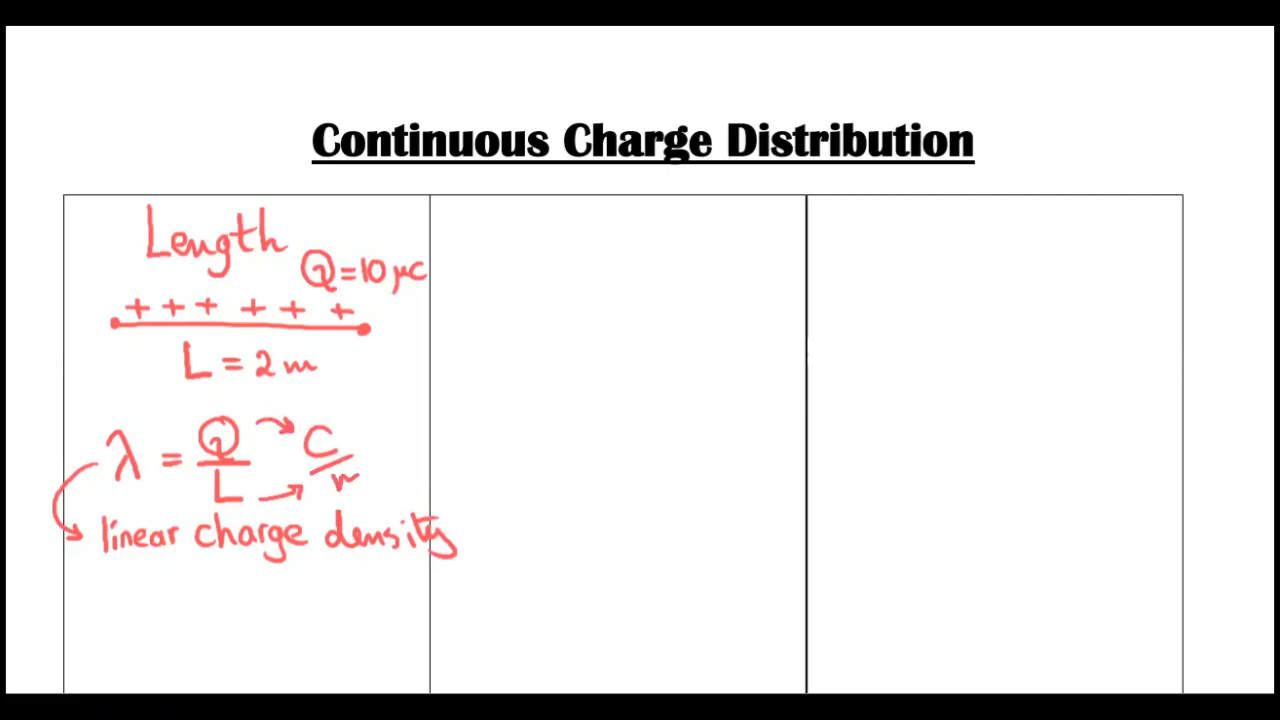 Continuous Charge Distribution
Length
Q = 10 μC
+ + + + + +
L = 2 m
λ = Q/L → C/m
linear charge density